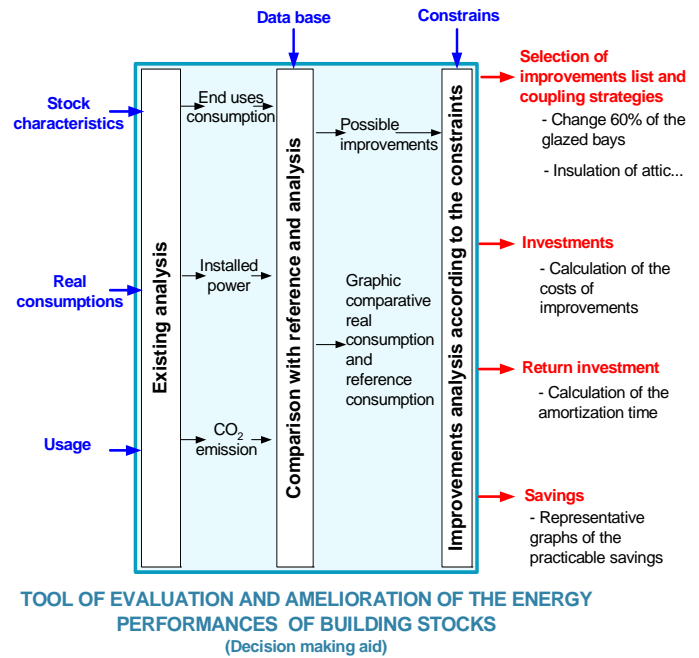 Data base
Constrains
Stock
characteristics
Real
consumptions
Usage
Existing analysis
End uses
consumption
Installed
power
CO₂
emission
Comparison with reference and analysis
Possible
improvements
Graphic
comparative
real
consumption
and
reference
consumption
Improvements analysis according to the constraints
Selection of
improvements list and
coupling strategies
- Change 60% of the
glazed bays
- Insulation of attic...
Investments
- Calculation of the
costs of
improvements
Return investment
- Calculation of the
amortization time
Savings
- Representative
graphs of the
practicable savings
TOOL OF EVALUATION AND AMELIORATION OF THE ENERGY
PERFORMANCES OF BUILDING STOCKS
(Decision making aid)